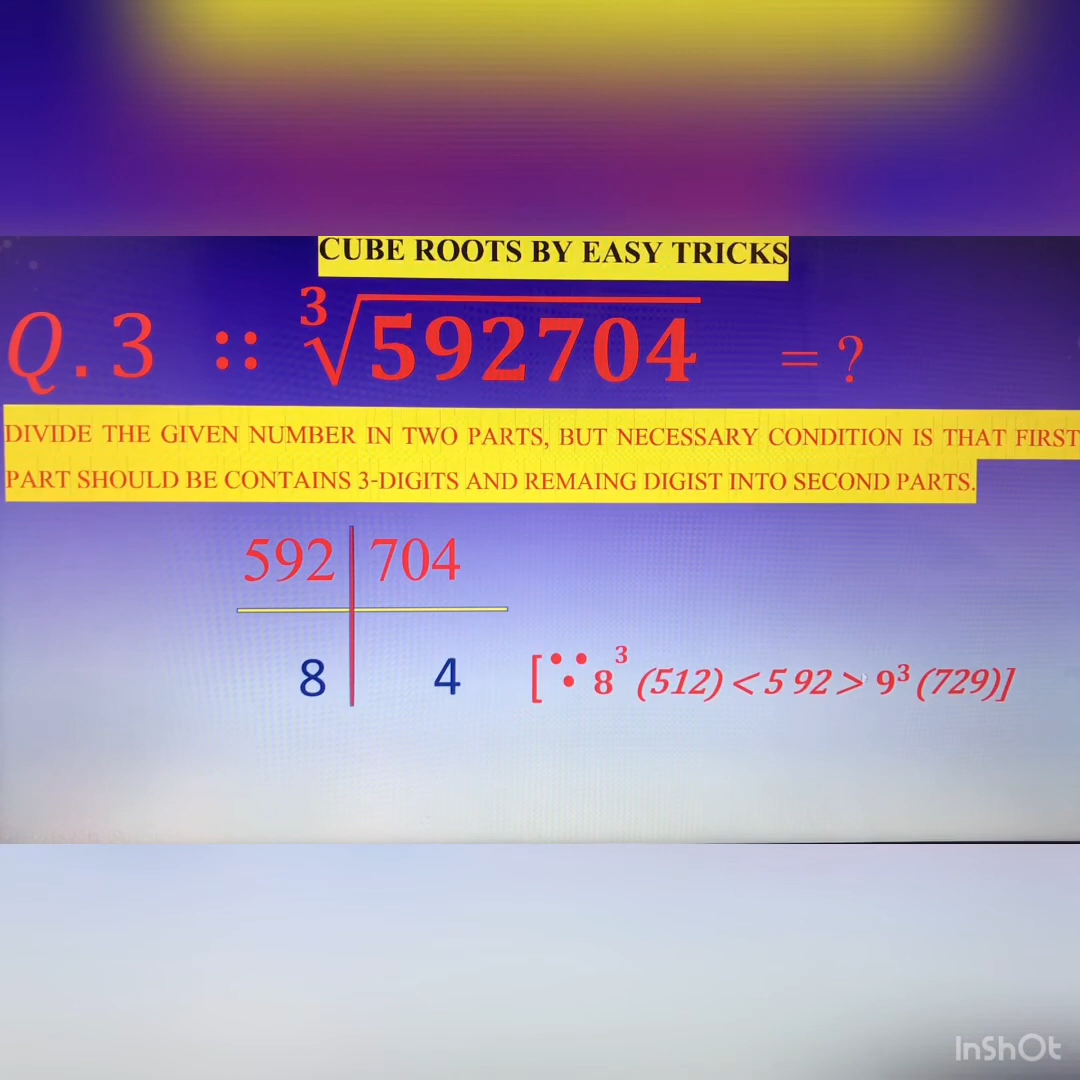 CUBE ROOTS BY EASY TRICKS
Q.3 :: ∛592704 = ?
DIVIDE THE GIVEN NUMBER IN TWO PARTS, BUT NECESSARY CONDITION IS THAT FIRST
PART SHOULD BE CONTAINS 3-DIGITS AND REMAING DIGIST INTO SECOND PARTS.
592 | 704
8 | 4 [∵ 8³ (512) < 5 92 > 9³ (729)]
InShOt